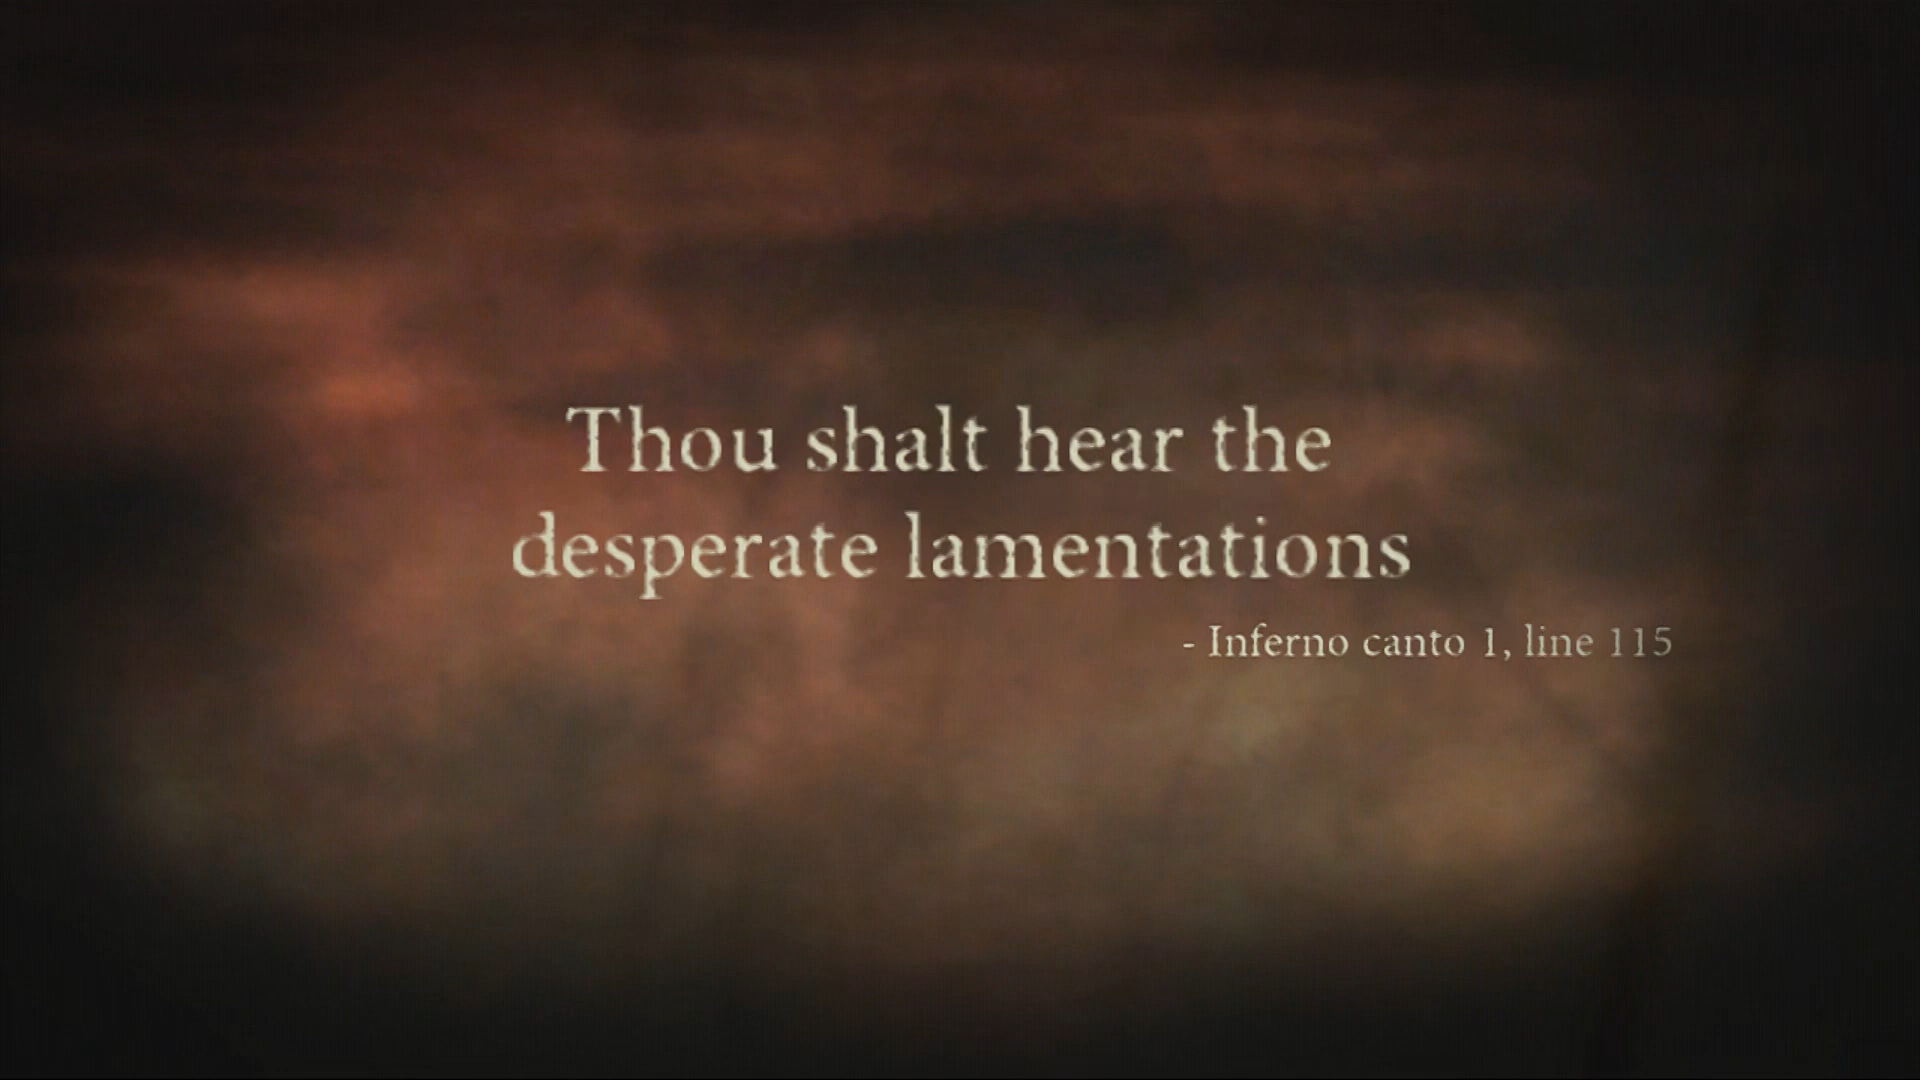 Thou shalt hear the
desperate lamentations
- Inferno canto 1, line 115